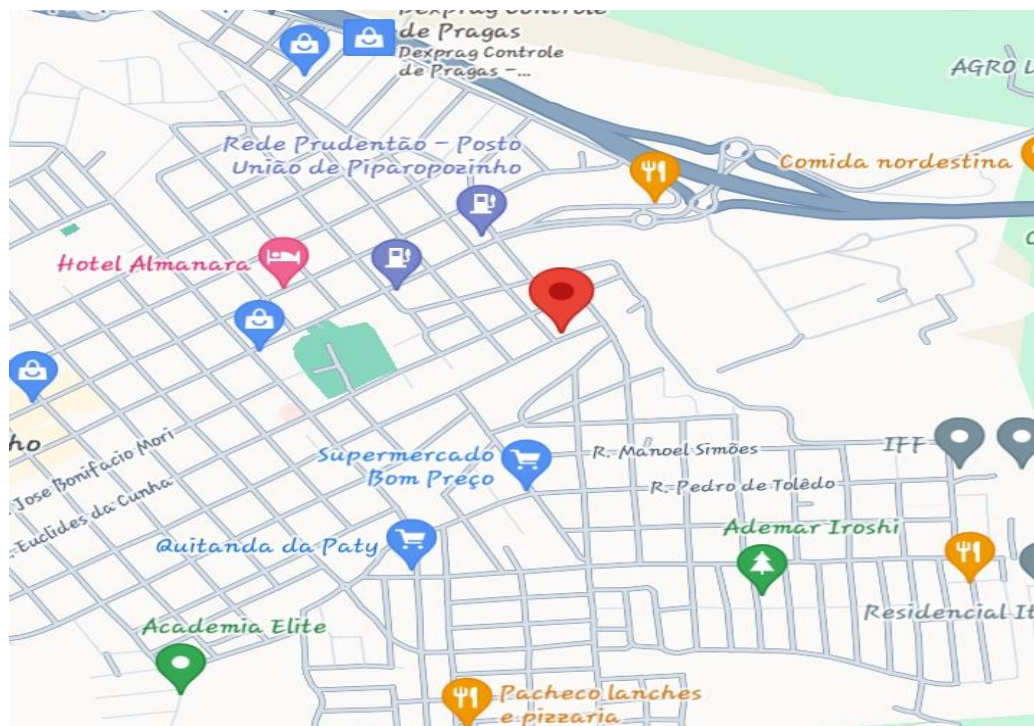 Dexprag Controle
de Pragas
Dexprag Controle
de Pragas –...
AGRO L
Rede Prudentão – Posto
União de Piparopozinho
Comida nordestina
Hotel Almanara
ho
R. Manoel Simões
IFF
Supermercado
Bom Preço
R. Pedro de Tolêdo
Jose Bonifacio Mori
. Euclides da Cunha
Ademar Iroshi
Quitanda da Paty
Residencial It
Academia Elite
Pacheco lanches
e pizzaria